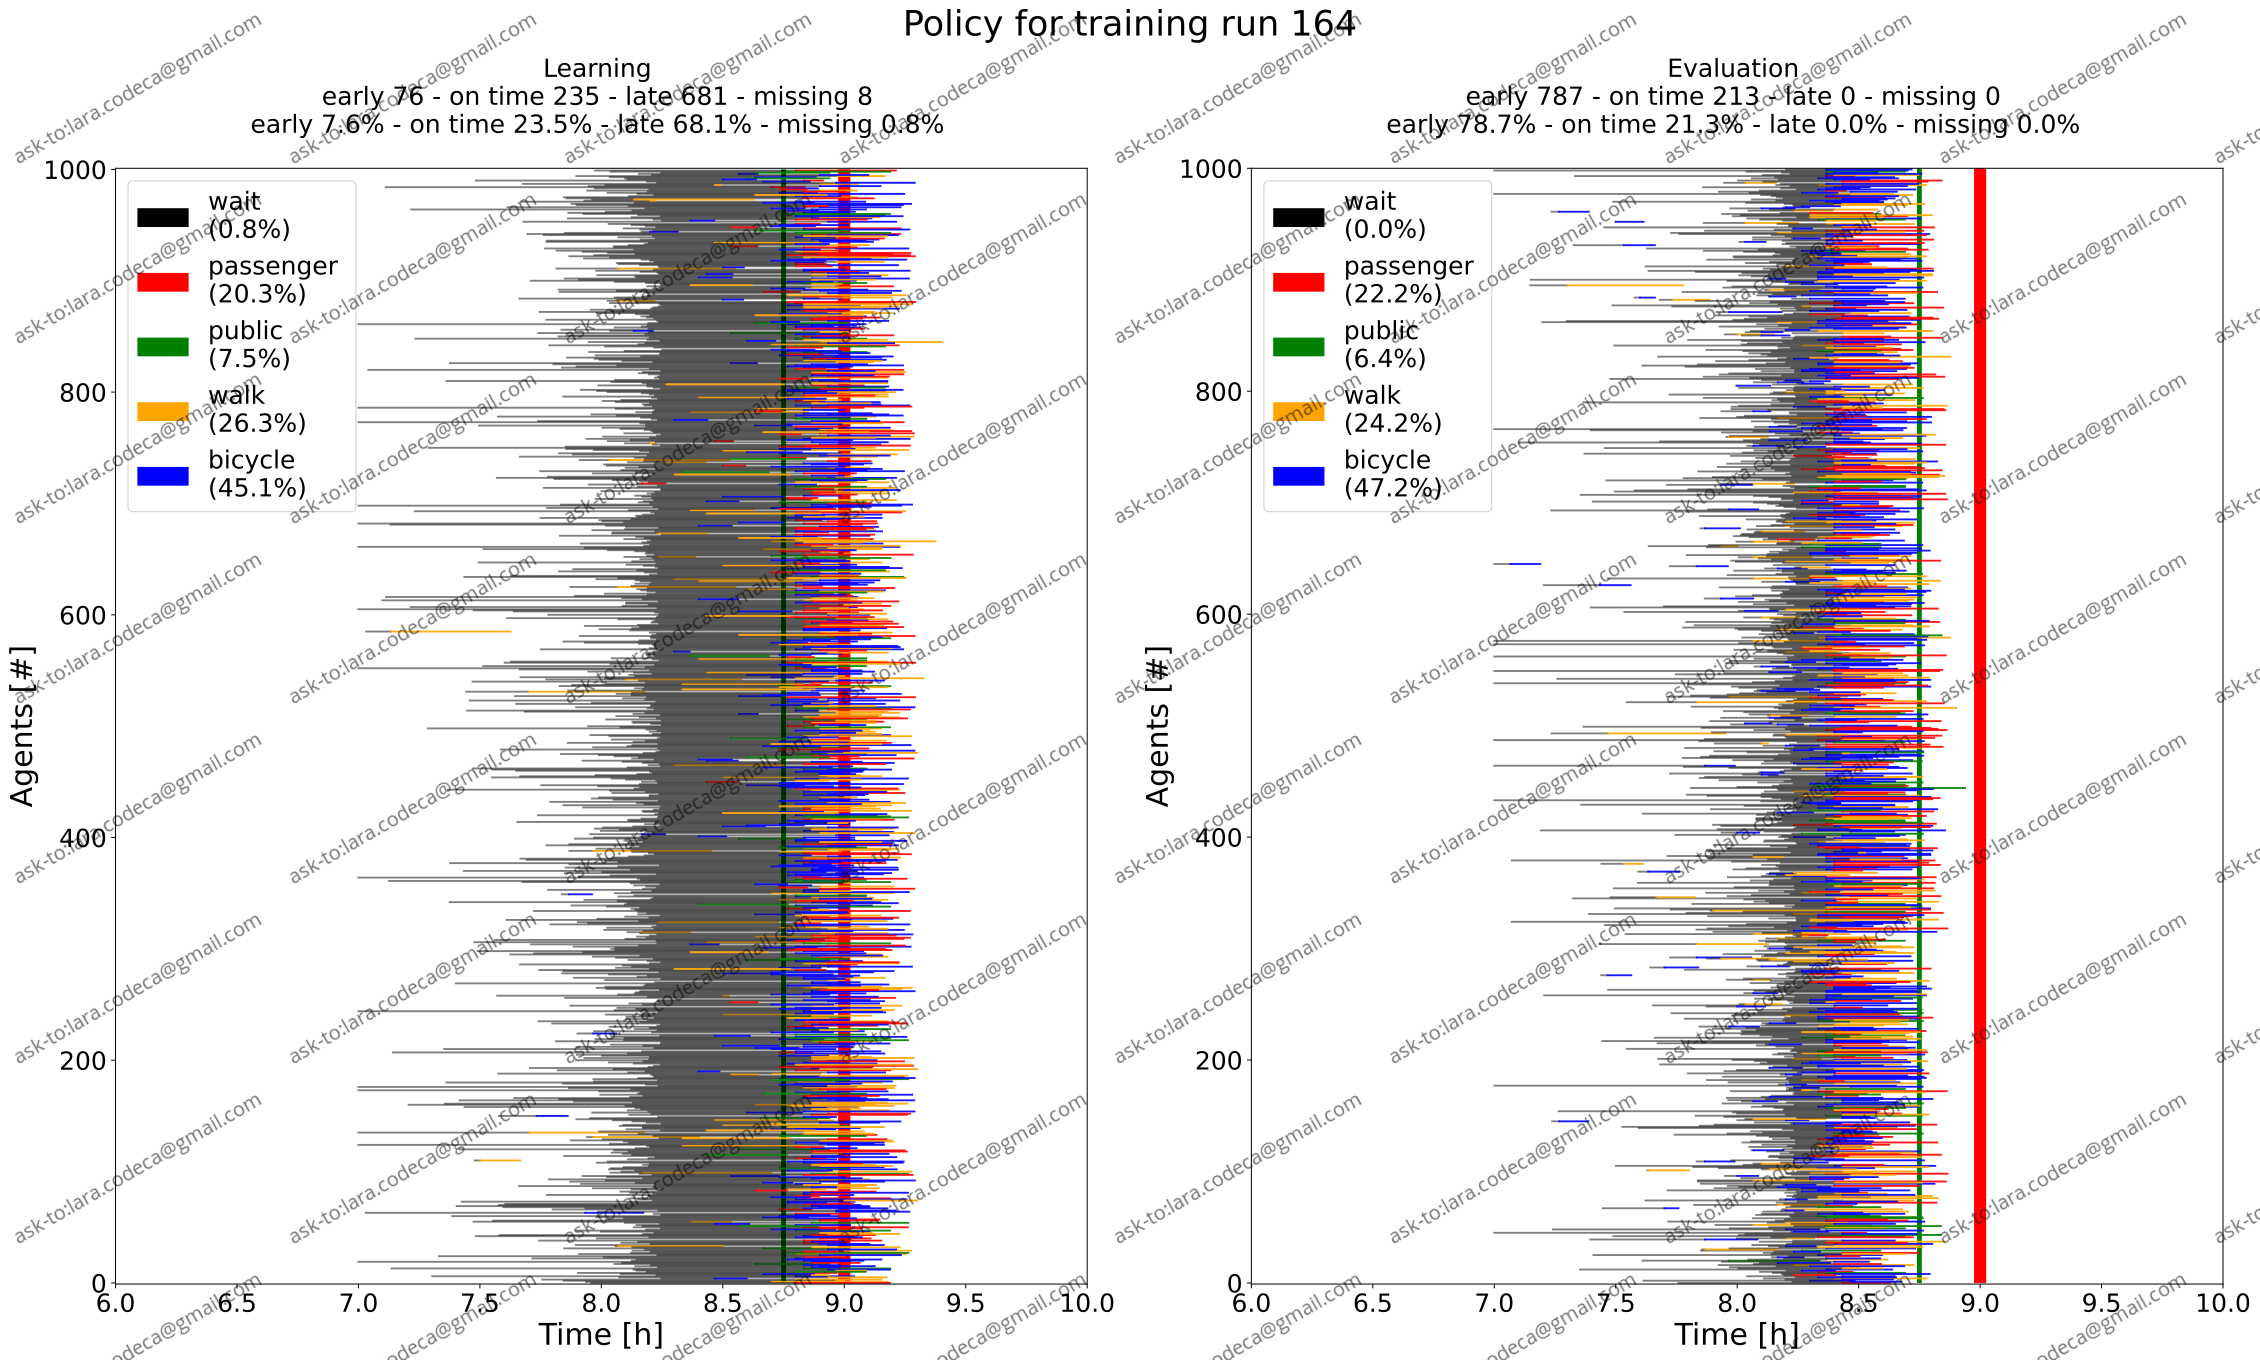 Policy for training run 164
Learning
early 76 - on time 235 - late 681 - missing 8
early 7.6% - on time 23.5% - late 68.1% - missing 0.8%
1000
800
600
400
200
0
Agents [#]
wait
(0.8%)
passenger
(20.3%)
public
(7.5%)
walk
(26.3%)
bicycle
(45.1%)
6.0 6.5 7.0 7.5 8.0 8.5 9.0 9.5 10.0
Time [h]
Evaluation
early 787 - on time 213 - late 0 - missing 0
early 78.7% - on time 21.3% - late 0.0% - missing 0.0%
1000
800
600
400
200
0
Agents [#]
wait
(0.0%)
passenger
(22.2%)
public
(6.4%)
walk
(24.2%)
bicycle
(47.2%)
6.0 6.5 7.0 7.5 8.0 8.5 9.0 9.5 10.0
Time [h]
ask-to:lara.codeca@gmail.com